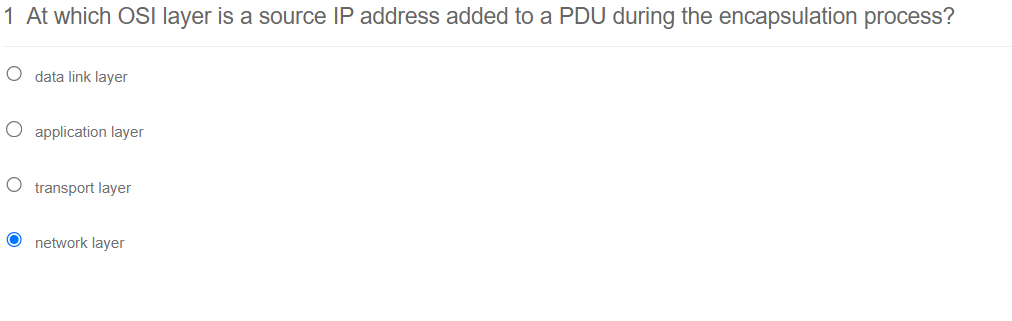 1 At which OSI layer is a source IP address added to a PDU during the encapsulation process?
data link layer
application layer
transport layer
network layer